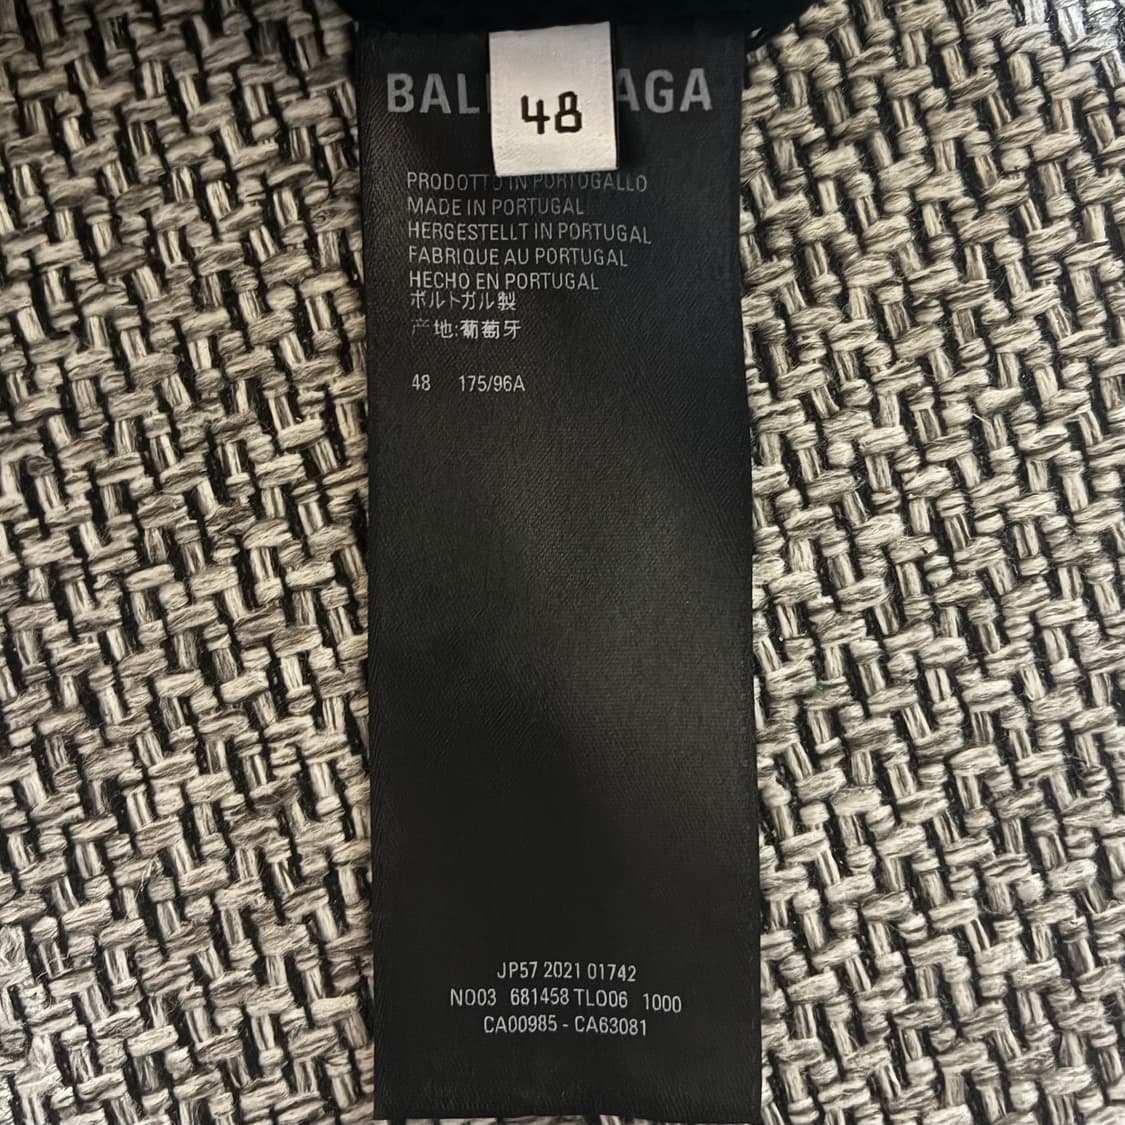 BAL AGA
48
PRODOTTO IN PORTOGALLO
MADE IN PORTUGAL
HERGESTELLT IN PORTUGAL
FABRIQUE AU PORTUGAL
HECHO EN PORTUGAL
ポルトガル製
产地:葡萄牙
48 175/96A
JP57 2021 01742
N003 681458 TLO06 1000
CA00985 - CA63081